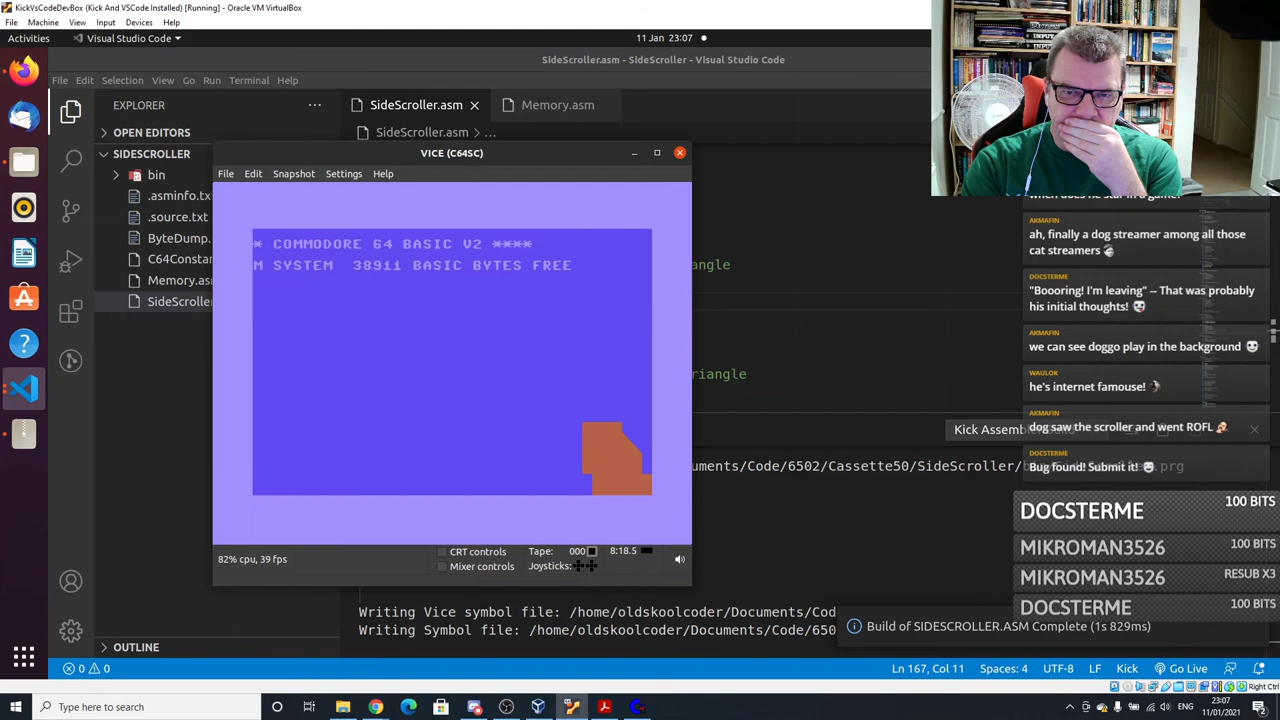 KickVsCodeDevBox (Kick And VSCode Installed) [Running] - Oracle VM VirtualBox
File Machine View Input Devices Help
Activities Visual Studio Code 11 Jan 23:07
SideScroller.asm - SideScroller - Visual Studio Code
File Edit Selection View Go Run Terminal Help
EXPLORER
SideScroller.asm
Memory.asm
SideScroller.asm > ...
OPEN EDITORS
SIDESCROLLER
bin
.asminfo.tx
.source.txt
ByteDump.
C64Consta
Memory.as
SideScrolle
OUTLINE
VICE (C64SC)
File Edit Snapshot Settings Help
* COMMODORE 64 BASIC V2 ****
M SYSTEM 38911 BASIC BYTES FREE
82% cpu, 39 fps
CRT controls
Mixer controls
Tape: 000 8:18.5
Joysticks:
angle
riangle
Kick Assemb
uments/Code/6502/Cassette50/SideScroller/b
.prg
Writing Vice symbol file: /home/oldskoolcoder/Documents/Cod
Writing Symbol file: /home/oldskoolcoder/Documents/Code/650
Build of SIDESCROLLER.ASM Complete (1s 829ms)
AKMAFIN
ah, finally a dog streamer among all those
cat streamers
DOCSTERME
"Boooring! I'm leaving" -- That was probably
his initial thoughts!
AKMAFIN
we can see doggo play in the background
WAULOK
he's internet famouse!
AKMAFIN
dog saw the scroller and went ROFL
DOCSTERME
Bug found! Submit it!
DOCSTERME 100 BITS
MIKROMAN3526 100 BITS
MIKROMAN3526 RESUB X3
DOCSTERME 100 BITS
0 0 Ln 167, Col 11 Spaces: 4 UTF-8 LF Kick Go Live
Right Ctrl
Type here to search
23:07
11/01/2021